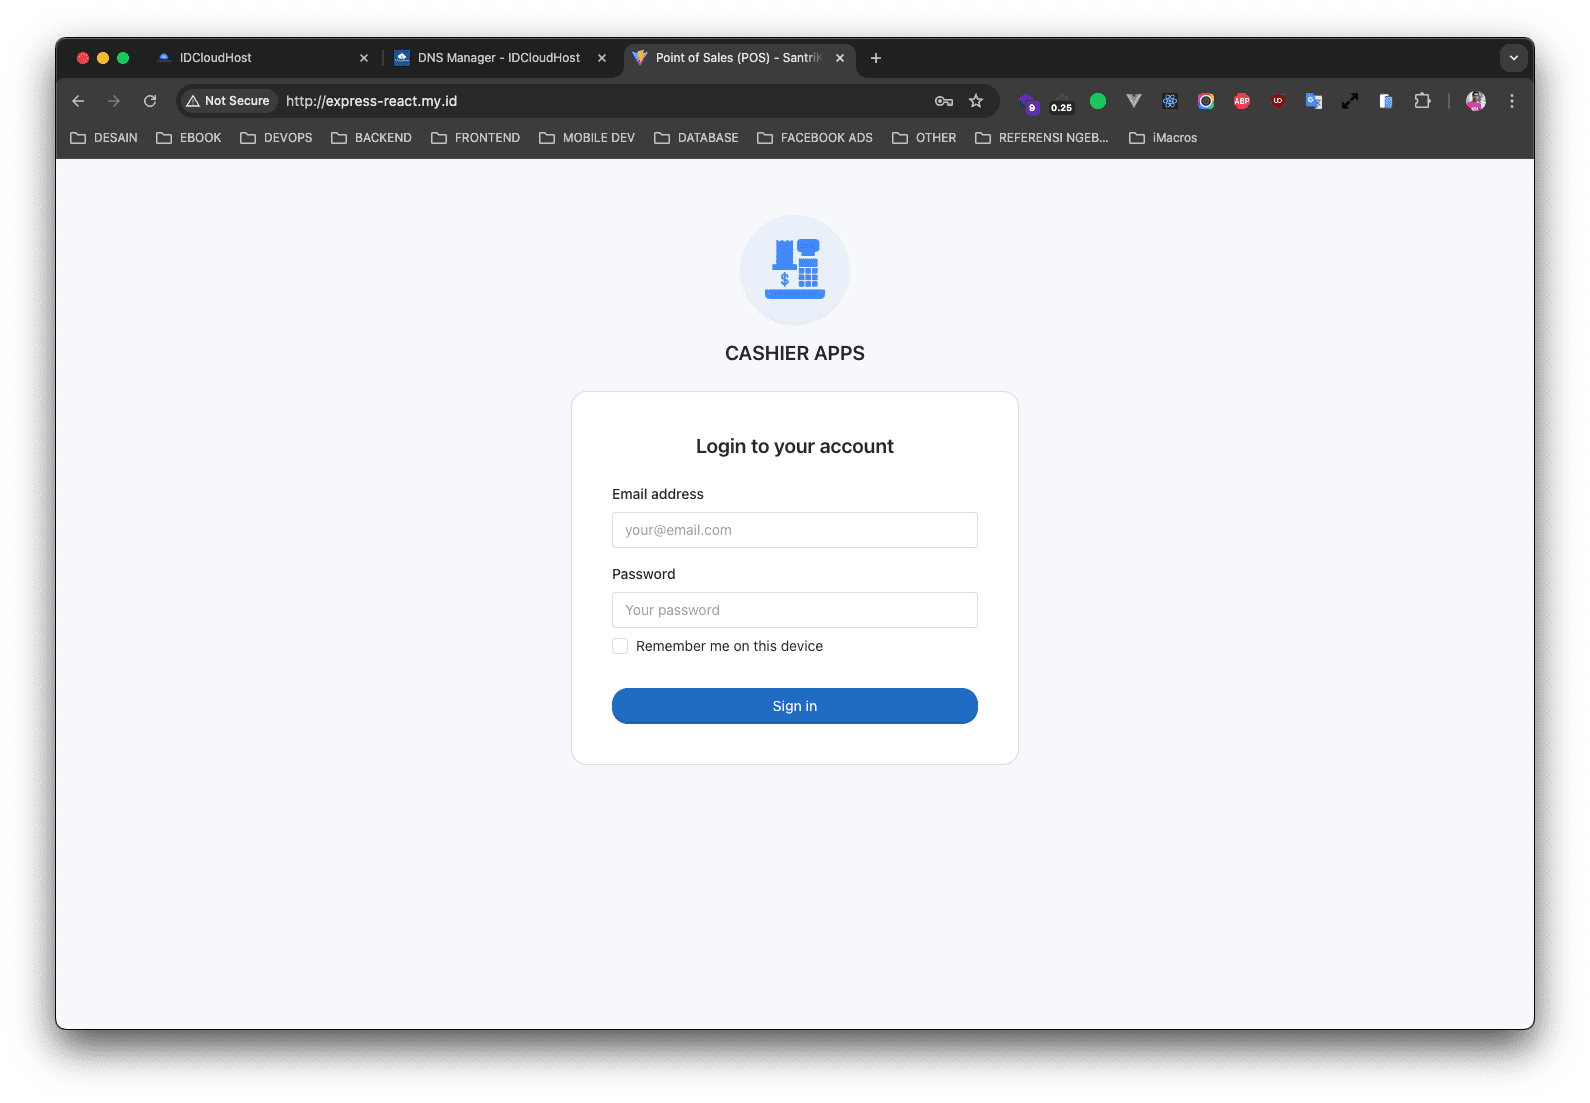 IDCloudHost
DNS Manager - IDCloudHost
Point of Sales (POS) - SantriK
Not Secure
http://express-react.my.id
9
0.25
ABP
DESAIN
EBOOK
DEVOPS
BACKEND
FRONTEND
MOBILE DEV
DATABASE
FACEBOOK ADS
OTHER
REFERENSI NGEB...
iMacros
$
CASHIER APPS
Login to your account
Email address
your@email.com
Password
Your password
Remember me on this device
Sign in